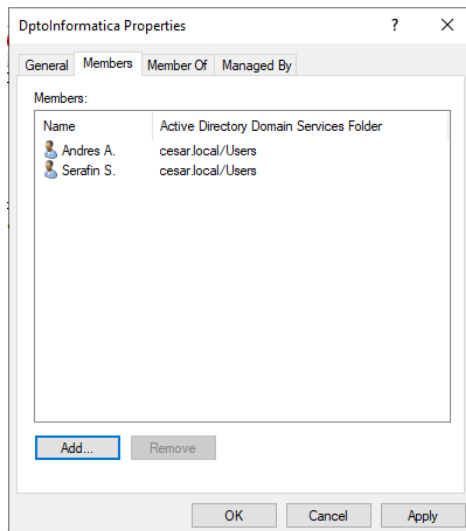 DptoInformatica Properties ? ×
General Members Member Of Managed By
Members:
Name Active Directory Domain Services Folder
Andres A. cesar.local/Users
Serafin S. cesar.local/Users
Add... Remove
OK Cancel Apply